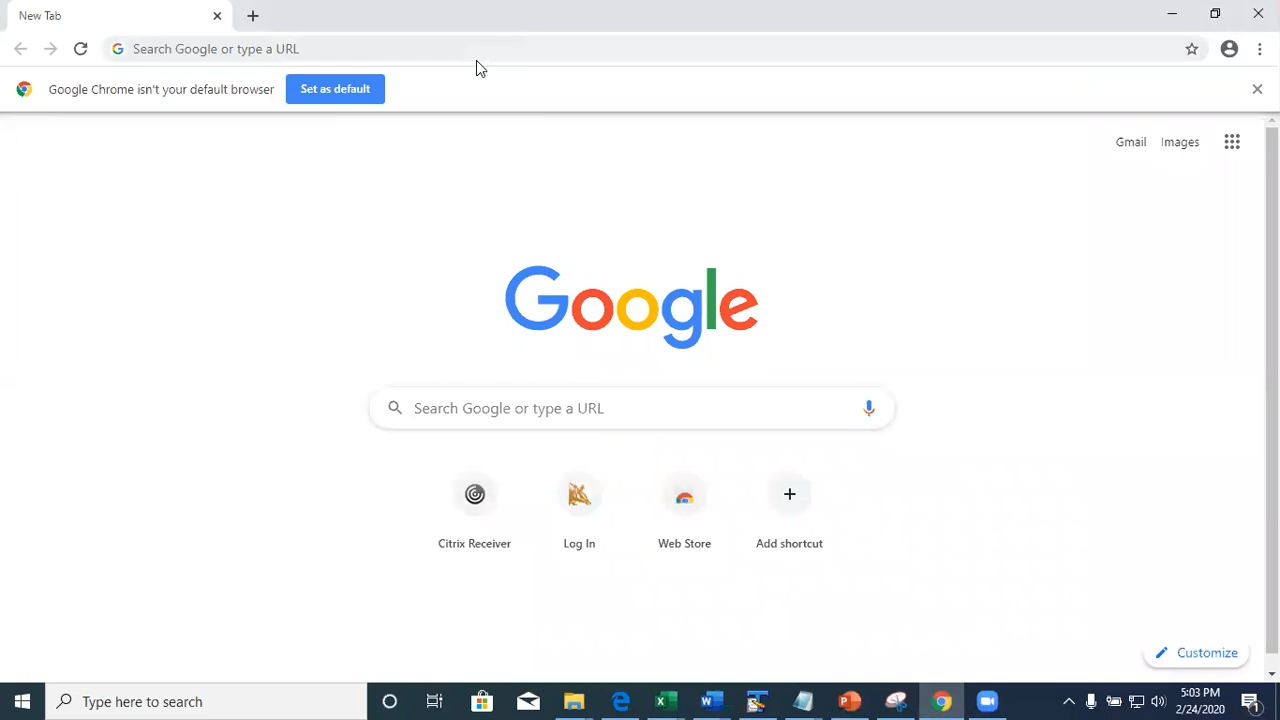 New Tab
Search Google or type a URL
Google Chrome isn't your default browser
Set as default
Gmail
Images
Google
Search Google or type a URL
Citrix Receiver
Log In
Web Store
Add shortcut
Customize
Type here to search
5:03 PM
2/24/2020
1